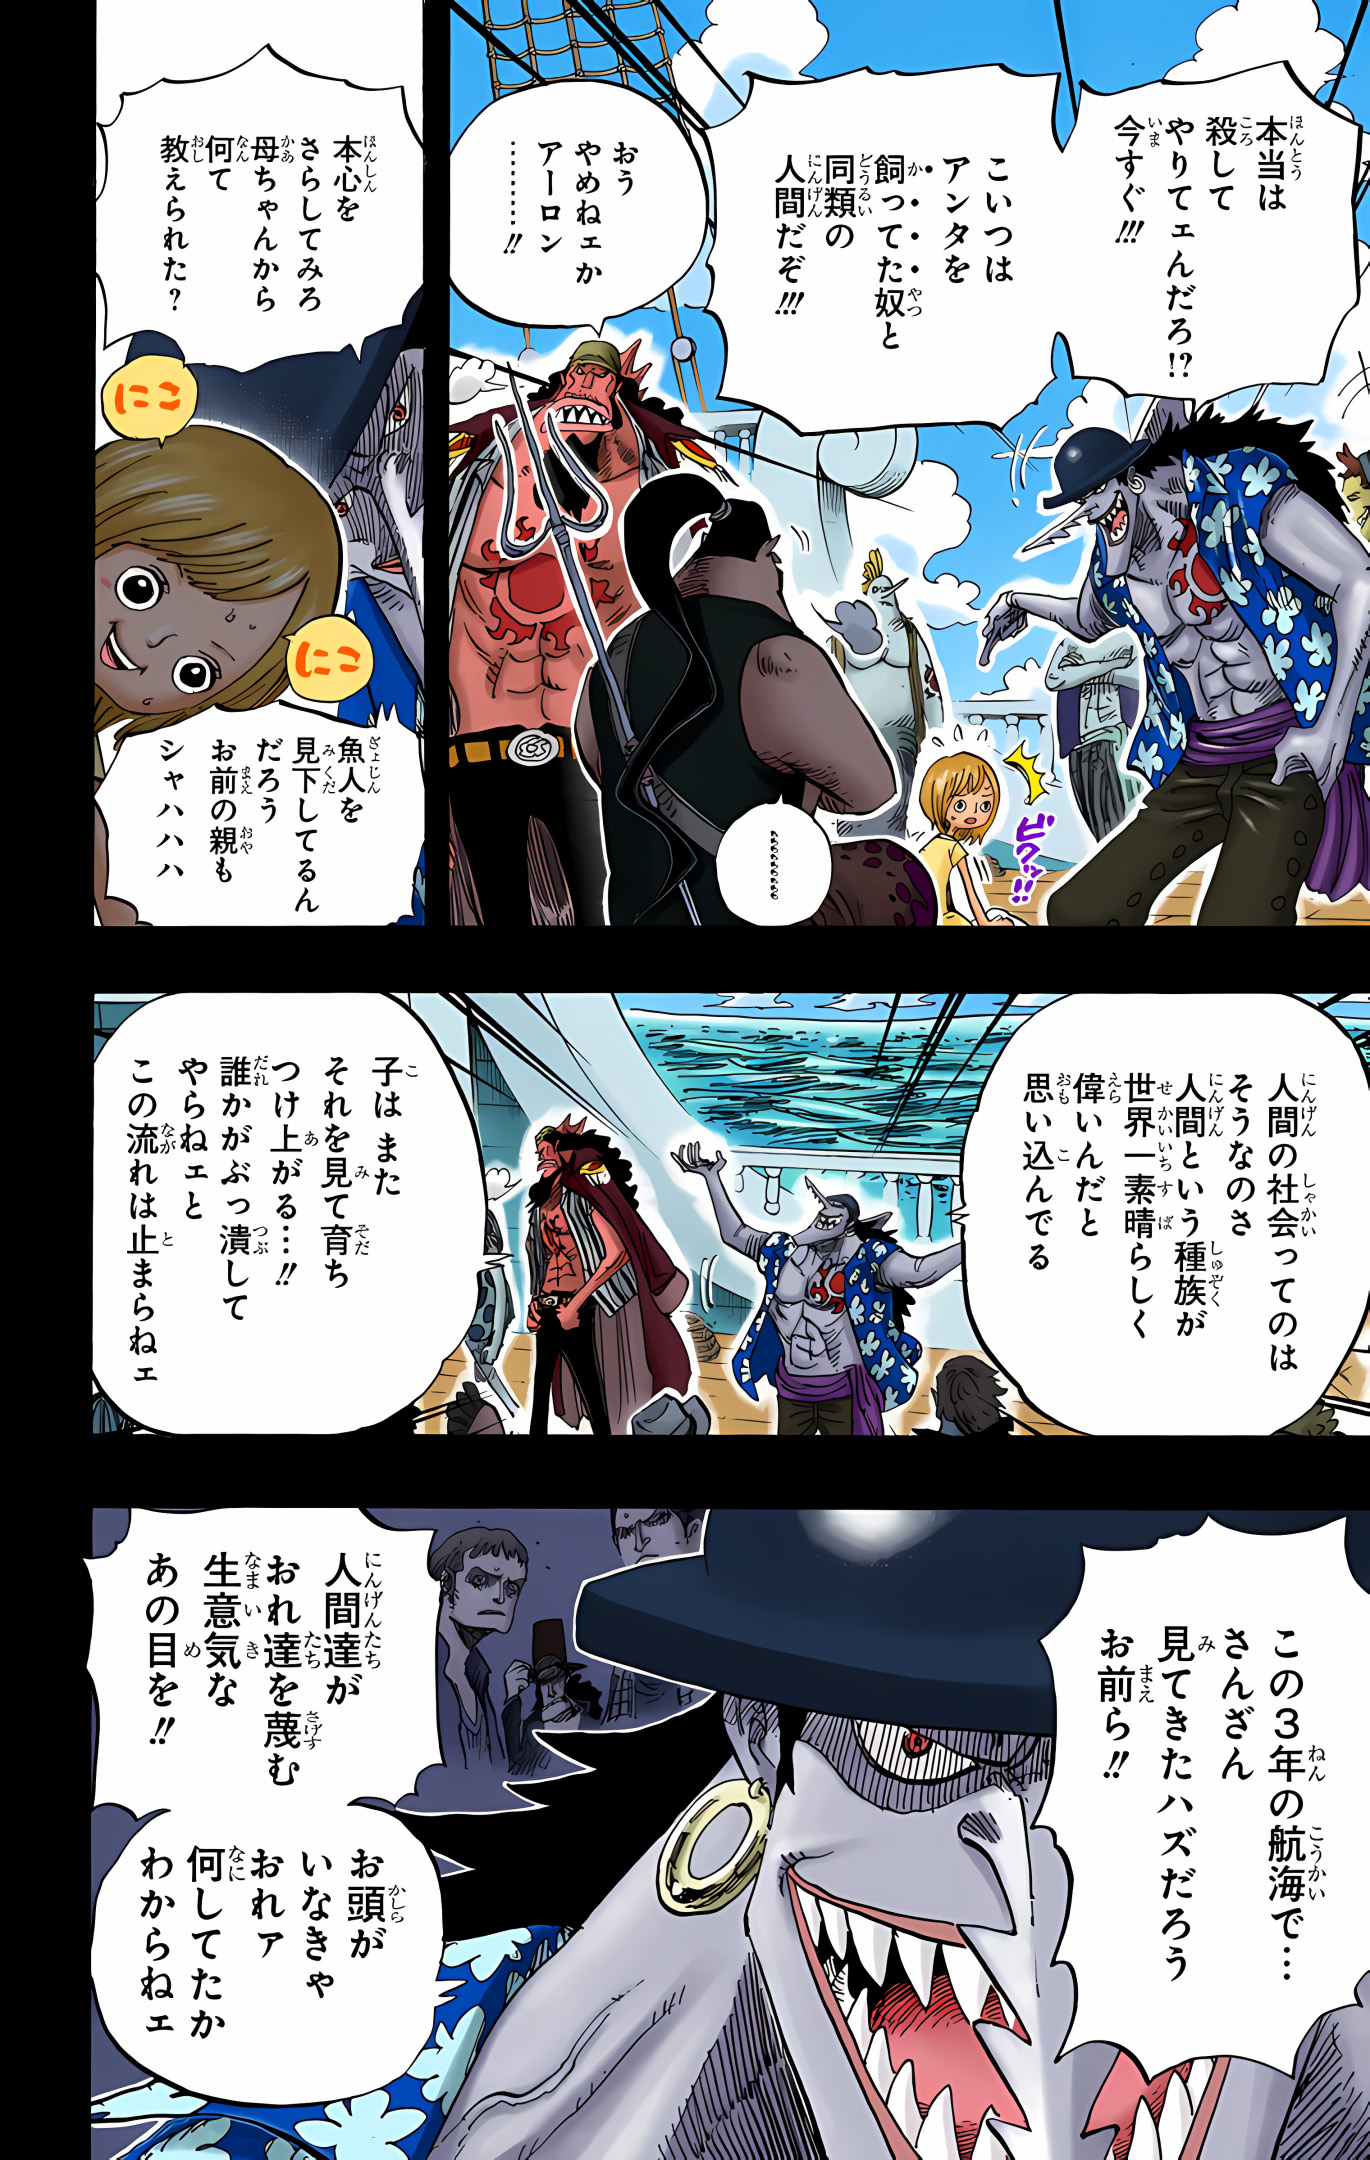 本当は
殺して
やりてェんだろ!?
今すぐ!!!
こいつは
アンタを
飼ってた奴と
同類の
人間だぞ!!!
おう
やめねェか
アーロン
………!!
ビクッ!!
………
本心を
さらしてみろ
母ちゃんから
何て
教えられた?
にこ
にこ
魚人を
見下してるん
だろう
お前の親も
シャハハハ
人間の社会ってのは
そうなのさ
人間という種族が
世界一素晴らしく
偉いんだと
思い込んでる
子はまた
それを見て育ち
つけ上がる…!!
誰かがぶっ潰して
やらねェと
この流れは止まらねェ
この3年の航海で…
さんざん
見てきたハズだろう
お前ら!!
人間達が
おれ達を蔑む
生意気な
あの目を!!
お頭が
いなきゃ
おれァ
何してたか
わからねェ